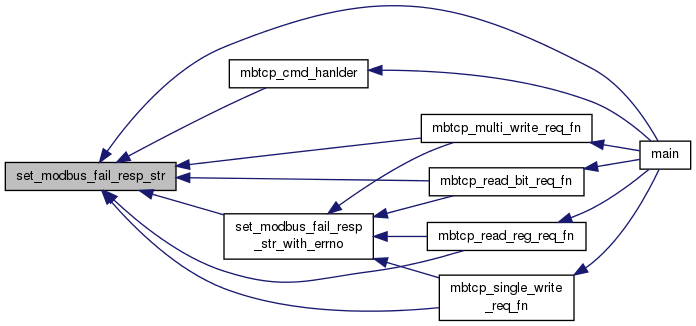 set_modbus_fail_resp_str
mbtcp_cmd_hanlder
mbtcp_multi_write_req_fn
mbtcp_read_bit_req_fn
set_modbus_fail_resp
_str_with_errno
mbtcp_read_reg_req_fn
mbtcp_single_write
_req_fn
main